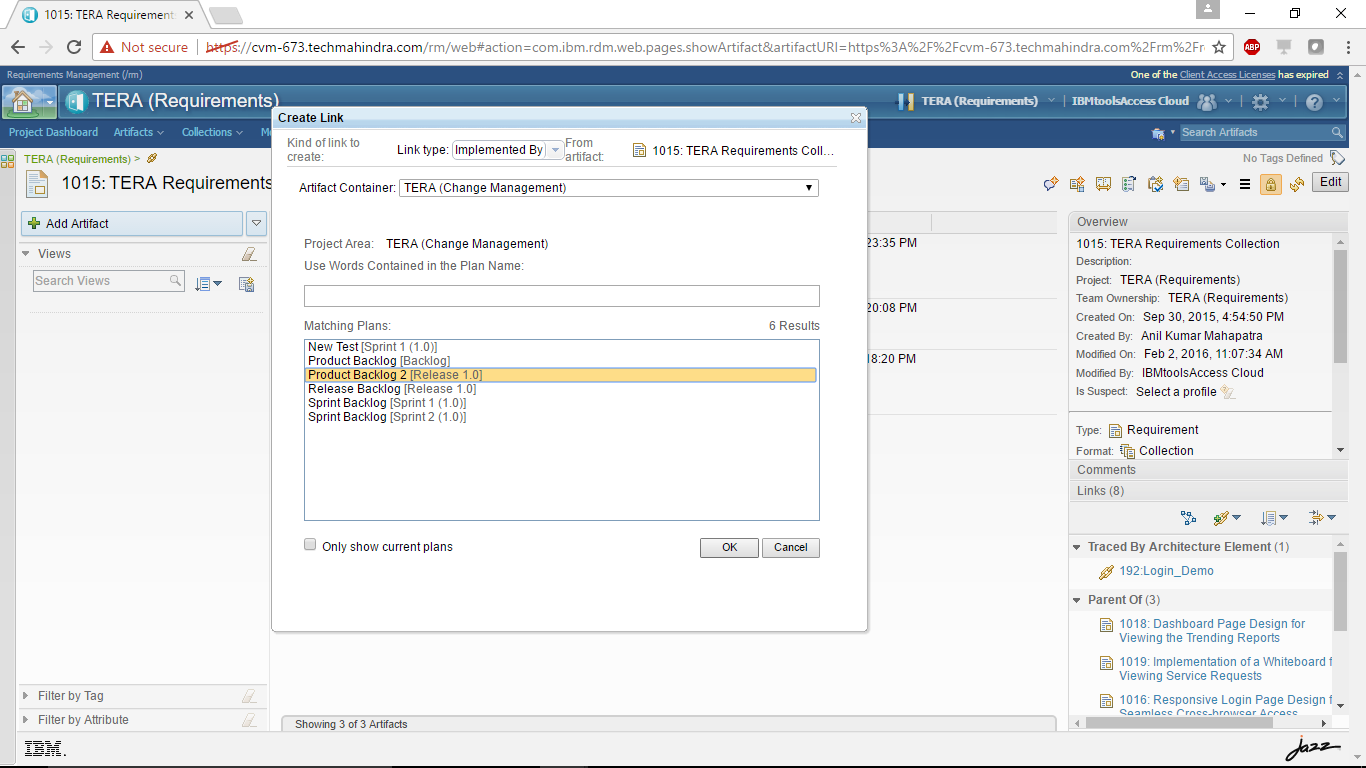 1015: TERA Requirement
Not secure
https://cvm-673.techmahindra.com/rm/web#action=com.ibm.rdm.web.pages.showArtifact&artifactURI=https%3A%2F%2Fcvm-673.techmahindra.com%2Frm%2Fr
ABP
Requirements Management (/rm)
One of the Client Access Licenses has expired
TERA (Requirements)
TERA (Requirements)
IBMtoolsAccess Cloud
Project Dashboard
Artifacts
Collections
Search Artifacts
TERA (Requirements) >
No Tags Defined
1015: TERA Requirements
Edit
Add Artifact
Views
Search Views
Filter by Tag
Filter by Attribute
Create Link
Kind of link to create:
Link type:
Implemented By
From artifact:
1015: TERA Requirements Coll...
Artifact Container:
TERA (Change Management)
Project Area: TERA (Change Management)
Use Words Contained in the Plan Name:
Matching Plans:
6 Results
New Test [Sprint 1 (1.0)]
Product Backlog [Backlog]
Product Backlog 2 [Release 1.0]
Release Backlog [Release 1.0]
Sprint Backlog [Sprint 1 (1.0)]
Sprint Backlog [Sprint 2 (1.0)]
Only show current plans
OK
Cancel
23:35 PM
20:08 PM
18:20 PM
Showing 3 of 3 Artifacts
Overview
1015: TERA Requirements Collection
Description:
Project: TERA (Requirements)
Team Ownership: TERA (Requirements)
Created On: Sep 30, 2015, 4:54:50 PM
Created By: Anil Kumar Mahapatra
Modified On: Feb 2, 2016, 11:07:34 AM
Modified By: IBMtoolsAccess Cloud
Is Suspect: Select a profile
Type: Requirement
Format: Collection
Comments
Links (8)
Traced By Architecture Element (1)
192:Login_Demo
Parent Of (3)
1018: Dashboard Page Design for
Viewing the Trending Reports
1019: Implementation of a Whiteboard f
Viewing Service Requests
1016: Responsive Login Page Design f
Seamless Cross-browser Access
IBM.
jazz